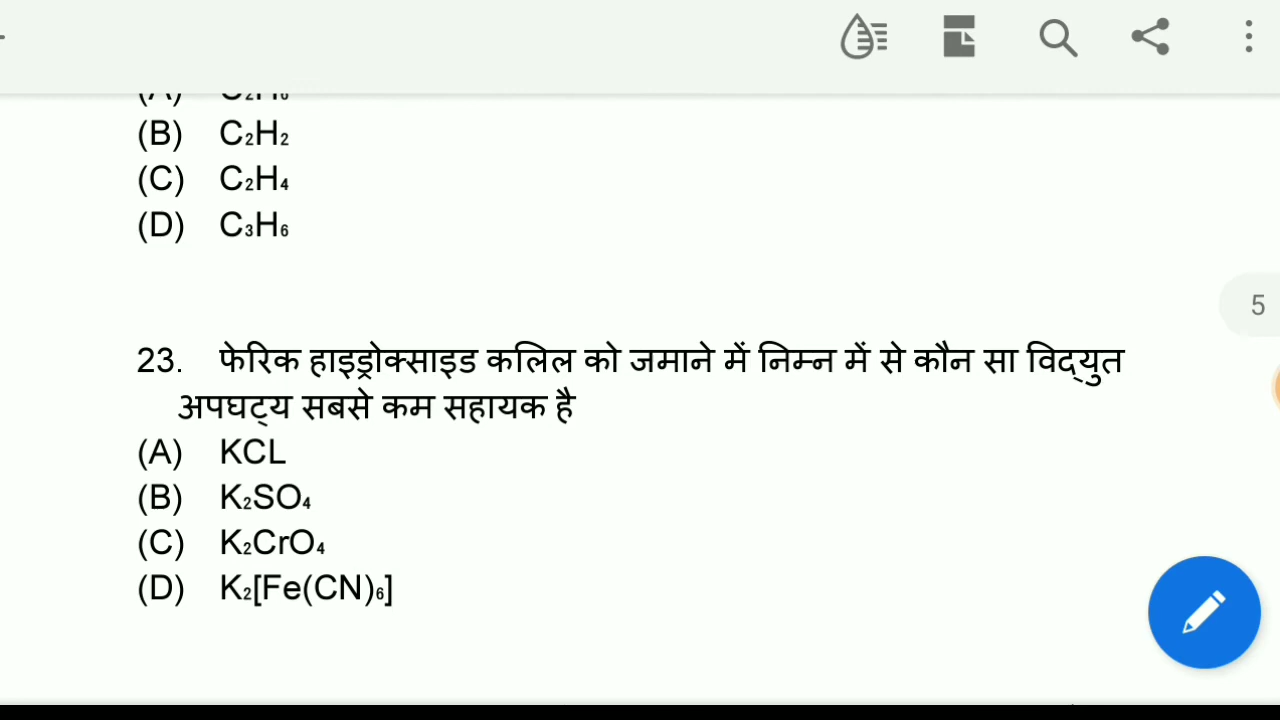 (B) C₂H₂
(C) C₂H₄
(D) C₃H₆
5
23. फेरिक हाइड्रोक्साइड कलिल को जमाने में निम्न में से कौन सा विद्युत
अपघट्य सबसे कम सहायक है
(A) KCL
(B) K₂SO₄
(C) K₂CrO₄
(D) K₂[Fe(CN)₆]